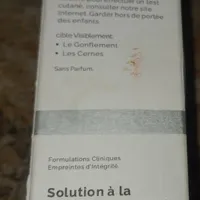 cutané, consulter notre site
Internet. Garder hors de portée
des enfants.
cible Visiblement:
• Le Gonflement
• Les Cernes
Sans Parfum.
Formulations Cliniques
Empreintes d'Intégrité
Solution à la